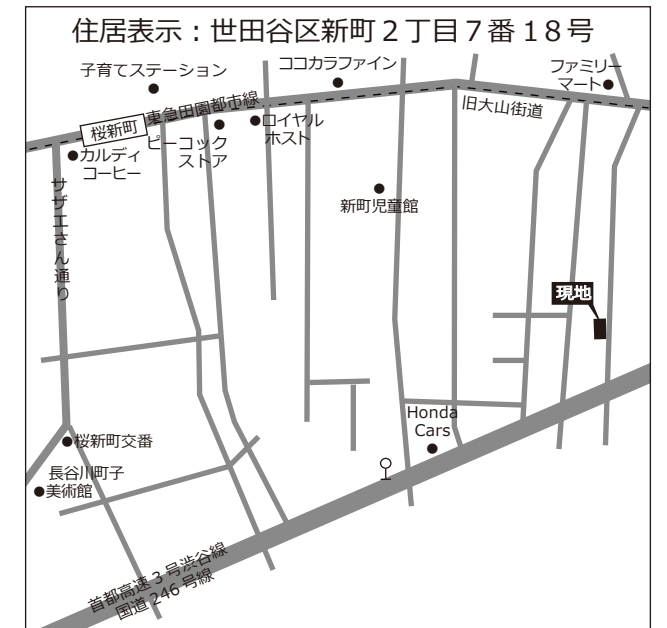 住居表示：世田谷区新町２丁目７番18号
子育てステーション
ココカラファイン
ファミリー
マート
東急田園都市線
旧大山街道
桜新町
ピーコック
ストア
ロイヤル
ホスト
カルディ
コーヒー
サザエさん通り
新町児童館
現地
Honda
Cars
桜新町交番
長谷川町子
美術館
首都高速３号渋谷線
国道246号線